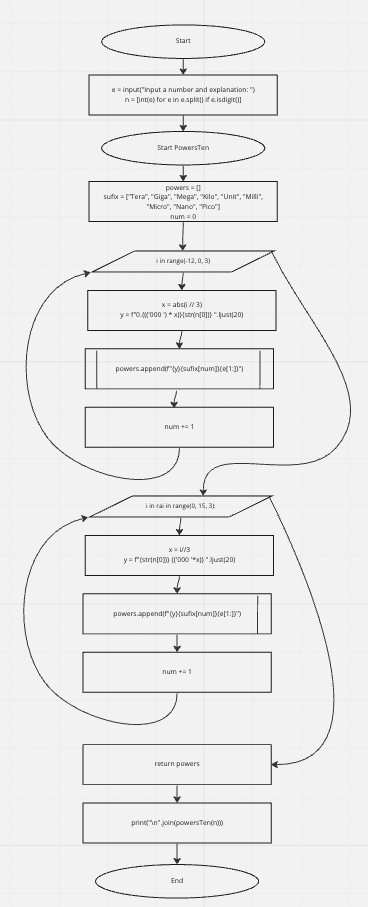 Start
e = input("Input a number and explanation: ")
n = [int(e) for e in e.split() if e.isdigit()]
Start PowersTen
powers = []
sufix = ["Tera", "Giga", "Mega", "Kilo", "Unit", "Milli",
"Micro", "Nano", "Pico"]
num = 0
i in range(-12, 0, 3)
x = abs(i // 3)
y = f"0.{(('000 ') * x)}{str(n[0])} ".ljust(20)
powers.append(f"{y}{sufix[num]}{e[1:]}")
num += 1
i in rai in range(0, 15, 3):
x = i//3
y = f"{str(n[0])} {('000 '*x)} ".ljust(20)
powers.append(f"{y}{sufix[num]}{e[1:]}")
num += 1
return powers
print("\n".join(powersTen(n)))
End